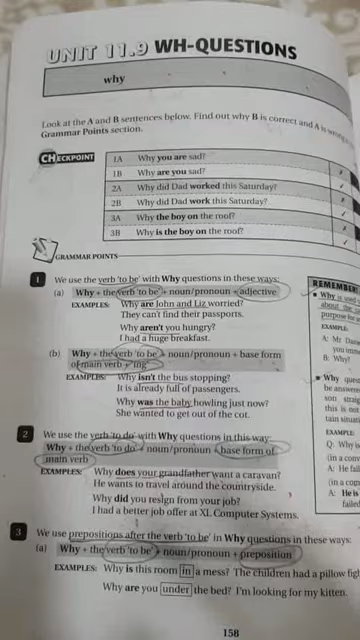 UNIT 11.9 WH-QUESTIONS
why
Look at the A and B sentences below. Find out why B is correct and A is wrong
Grammar Points section.
CHECKPOINT
1A Why you are sad?
1B Why are you sad? ✗
2A Why did Dad worked this Saturday? ✓
2B Why did Dad work this Saturday? ✗
3A Why the boy on the roof? ✓
3B Why is the boy on the roof? ✗
✓
GRAMMAR POINTS
1 We use the verb 'to be' with Why questions in these ways:
(a) Why + the verb 'to be' + noun/pronoun + adjective
EXAMPLES: Why are John and Liz worried?
They can't find their passports.
Why aren't you hungry?
I had a huge breakfast.
(b) Why + the verb 'to be' + noun/pronoun + base form
of main verb + 'ing'
EXAMPLES: Why isn't the bus stopping?
It is already full of passengers.
Why was the baby howling just now?
She wanted to get out of the cot.
2 We use the verb 'to do' with Why questions in this way:
Why + the verb 'to do' + noun/pronoun + base form of
main verb
EXAMPLES: Why does your grandfather want a caravan?
He wants to travel around the countryside.
Why did you resign from your job?
I had a better job offer at XL Computer Systems.
3 We use prepositions after the verb 'to be' in Why questions in these ways:
(a) Why + the verb 'to be' + noun/pronoun + preposition
EXAMPLES: Why is this room in a mess? The children had a pillow
Why are you under the bed? I'm looking for my kitten.
REMEMBER
Why is used
about the
purpose for
EXAMPLE:
A: Mr
you
B: Why?
Why
be answered
son
this is not
tain
EXAMPLE:
Q: Why is
(in a
A: He
(in a
A: He is
failed
158